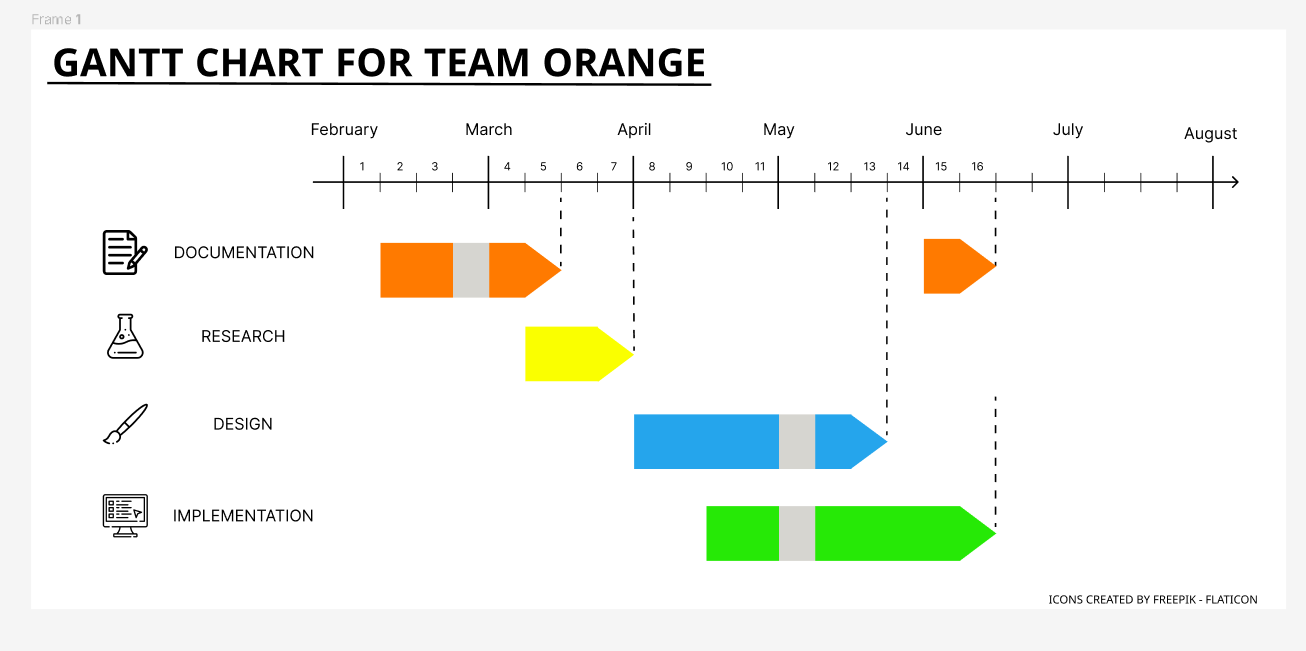 Frame 1
GANTT CHART FOR TEAM ORANGE
February March April May June July August
1 2 3 4 5 6 7 8 9 10 11 12 13 14 15 16
DOCUMENTATION
RESEARCH
DESIGN
IMPLEMENTATION
ICONS CREATED BY FREEPIK - FLATICON